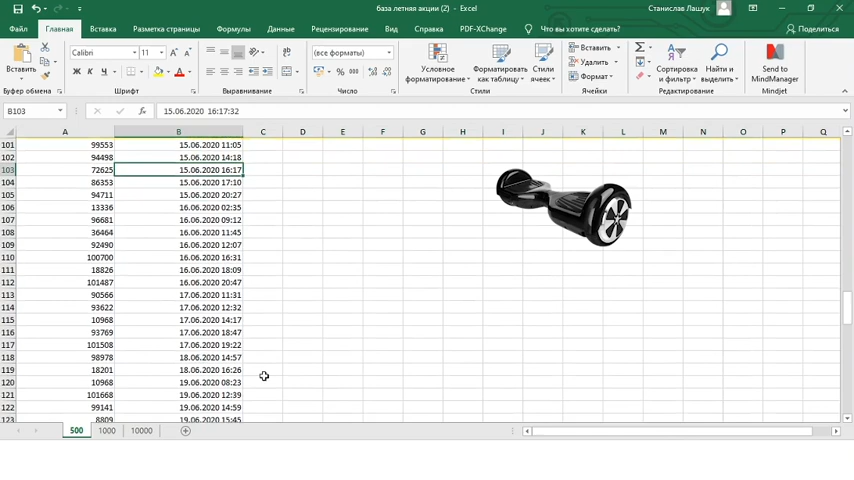 база летняя акции (2) - Excel
Станислав Лашук
Файл Главная Вставка Разметка страницы Формулы Данные Рецензирование Вид Справка PDF-XChange Что вы хотите сделать? Поделиться
Вставить
Calibri 11
Ж К Ч
(все форматы)
% 000
Условное форматирование
Форматировать как таблицу
Стили ячеек
Вставить
Удалить
Формат
Сортировка и фильтр
Найти и выделить
Send to MindManager
Буфер обмена Шрифт Выравнивание Число Стили Ячейки Редактирование Mindjet
B103 fx 15.06.2020 16:17:32
A B C D E F G H I J K L M N O P Q
101 99553 15.06.2020 11:05
102 94498 15.06.2020 14:18
103 72625 15.06.2020 16:17
104 86353 15.06.2020 17:10
105 94711 15.06.2020 20:27
106 13336 16.06.2020 02:35
107 96681 16.06.2020 09:12
108 36464 16.06.2020 11:45
109 92490 16.06.2020 12:07
110 100700 16.06.2020 16:31
111 18826 16.06.2020 18:09
112 101487 16.06.2020 20:47
113 90566 17.06.2020 11:31
114 93622 17.06.2020 12:32
115 10968 17.06.2020 14:17
116 93769 17.06.2020 18:47
117 101508 17.06.2020 19:22
118 98978 18.06.2020 14:57
119 18201 18.06.2020 16:26
120 10968 19.06.2020 08:23
121 101668 19.06.2020 12:39
122 99141 19.06.2020 14:59
123 8809 19.06.2020 15:45
500 1000 10000